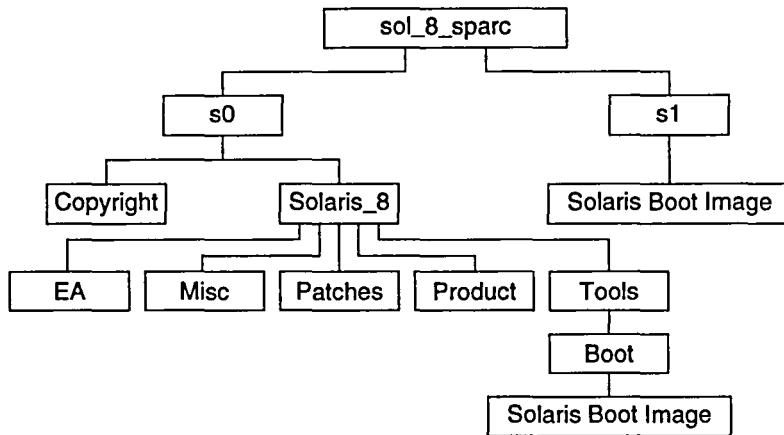 sol_8_sparc
s0
s1
Copyright
Solaris_8
Solaris Boot Image
EA
Misc
Patches
Product
Tools
Boot
Solaris Boot Image